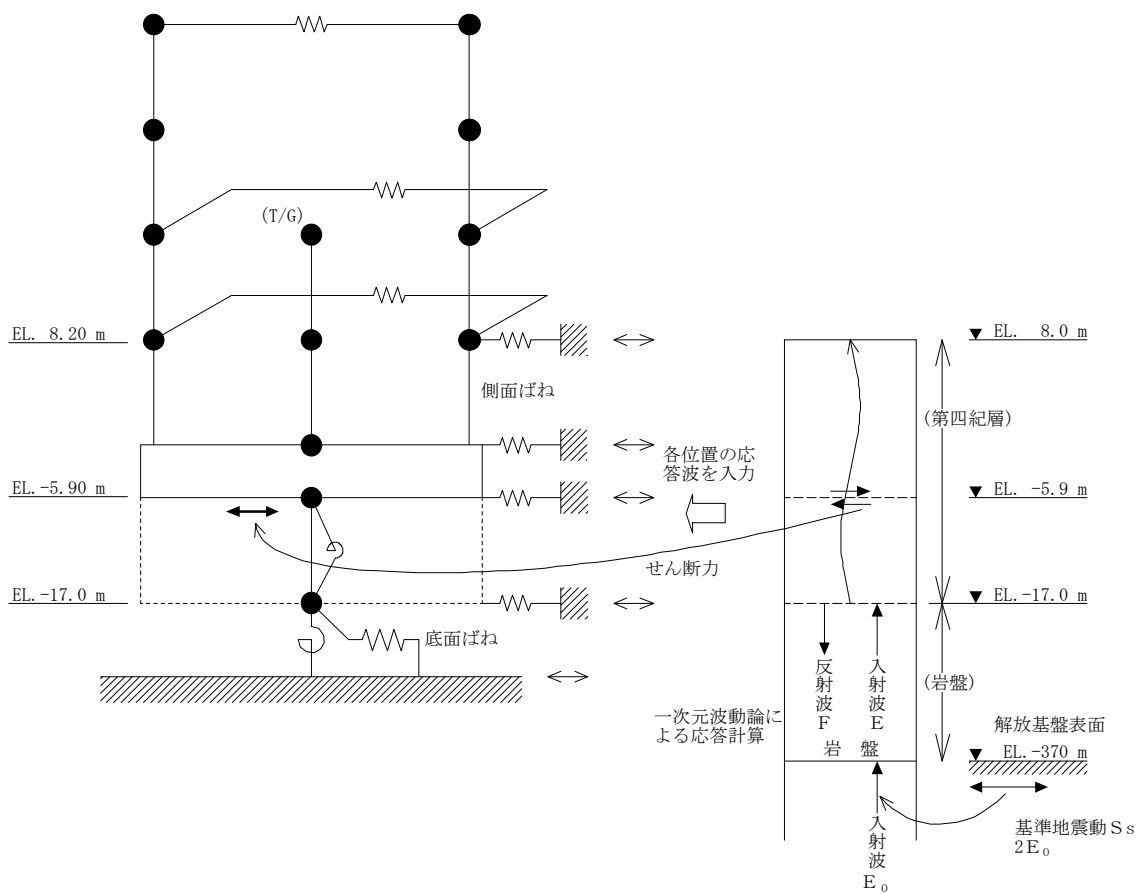 (T/G)
EL. 8.20 m
側面ばね
EL.-5.90 m
EL.-17.0 m
底面ばね
各位置の応
答波を入力
せん断力
一次元波動論に
よる応答計算
EL. 8.0 m
(第四紀層)
EL. -5.9 m
EL.-17.0 m
反射波F
入射波E
(岩盤)
岩 盤
解放基盤表面
EL.-370 m
入射波E₀
基準地震動Ss
2E₀